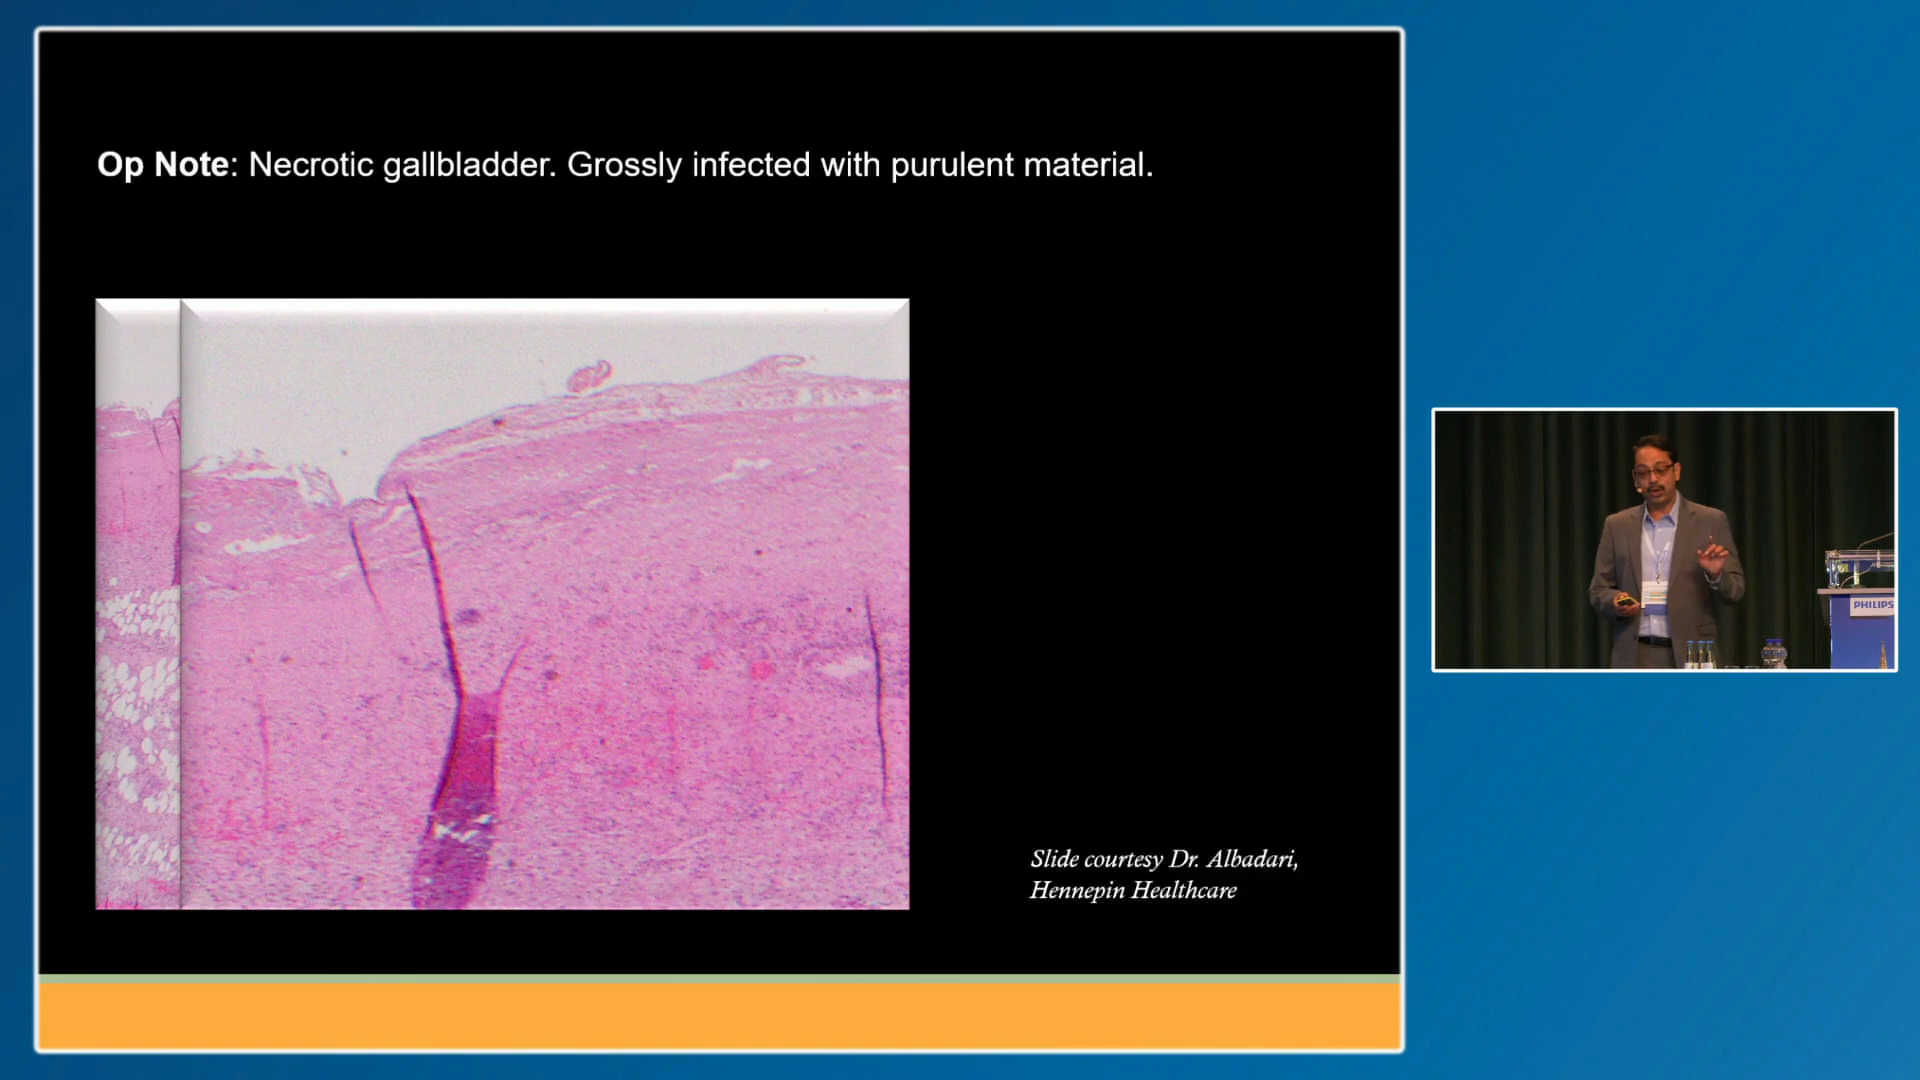 Op Note: Necrotic gallbladder. Grossly infected with purulent material.
Slide courtesy Dr. Albadari,
Hennepin Healthcare
PHILIPS